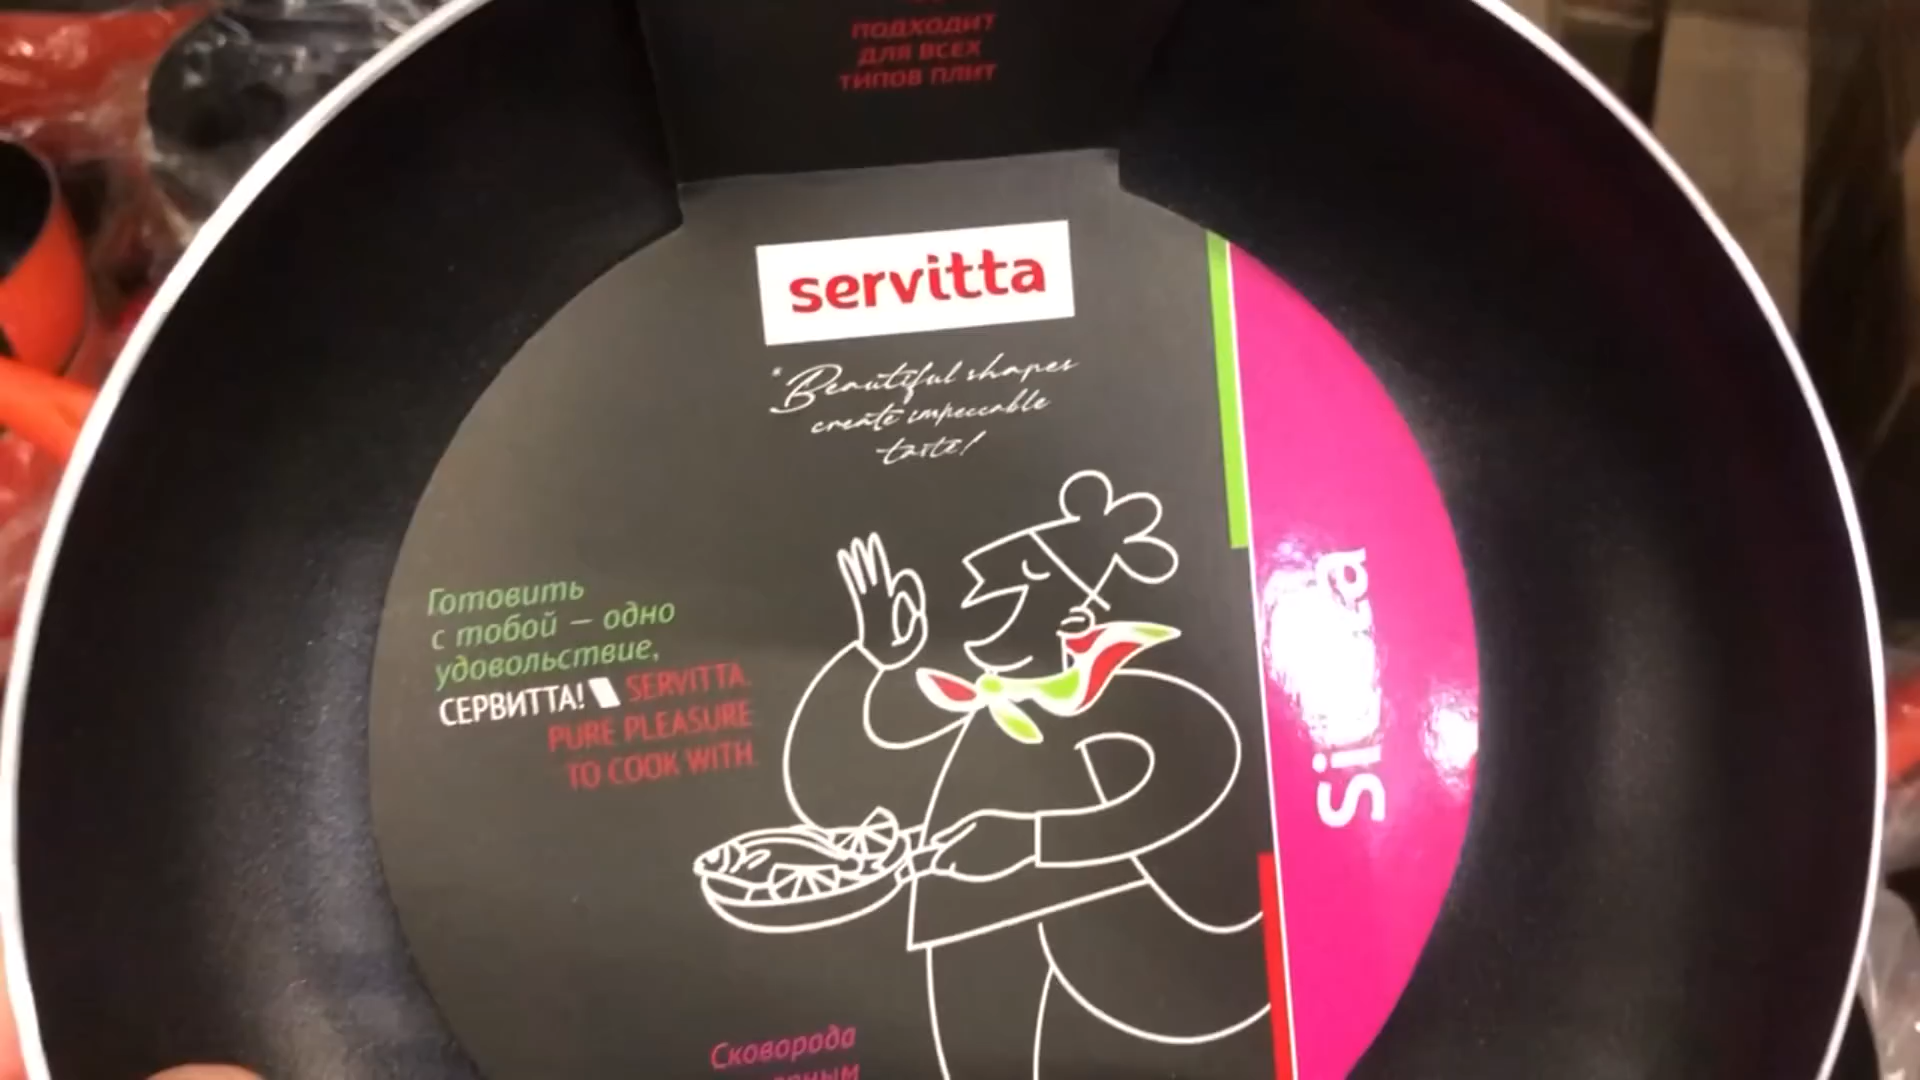 ПОДХОДИТ
ДЛЯ ВСЕХ
ТИПОВ ПЛИТ
servitta
"Beautiful shapes
create impeccable
taste!
Готовить
с тобой – одно
удовольствие,
СЕРВИТТА! SERVITTA.
PURE PLEASURE
TO COOK WITH.
Сковорода